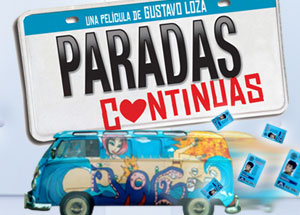 UNA PELÍCULA DE GUSTAVO LOZA
PARADAS
CONTINUAS